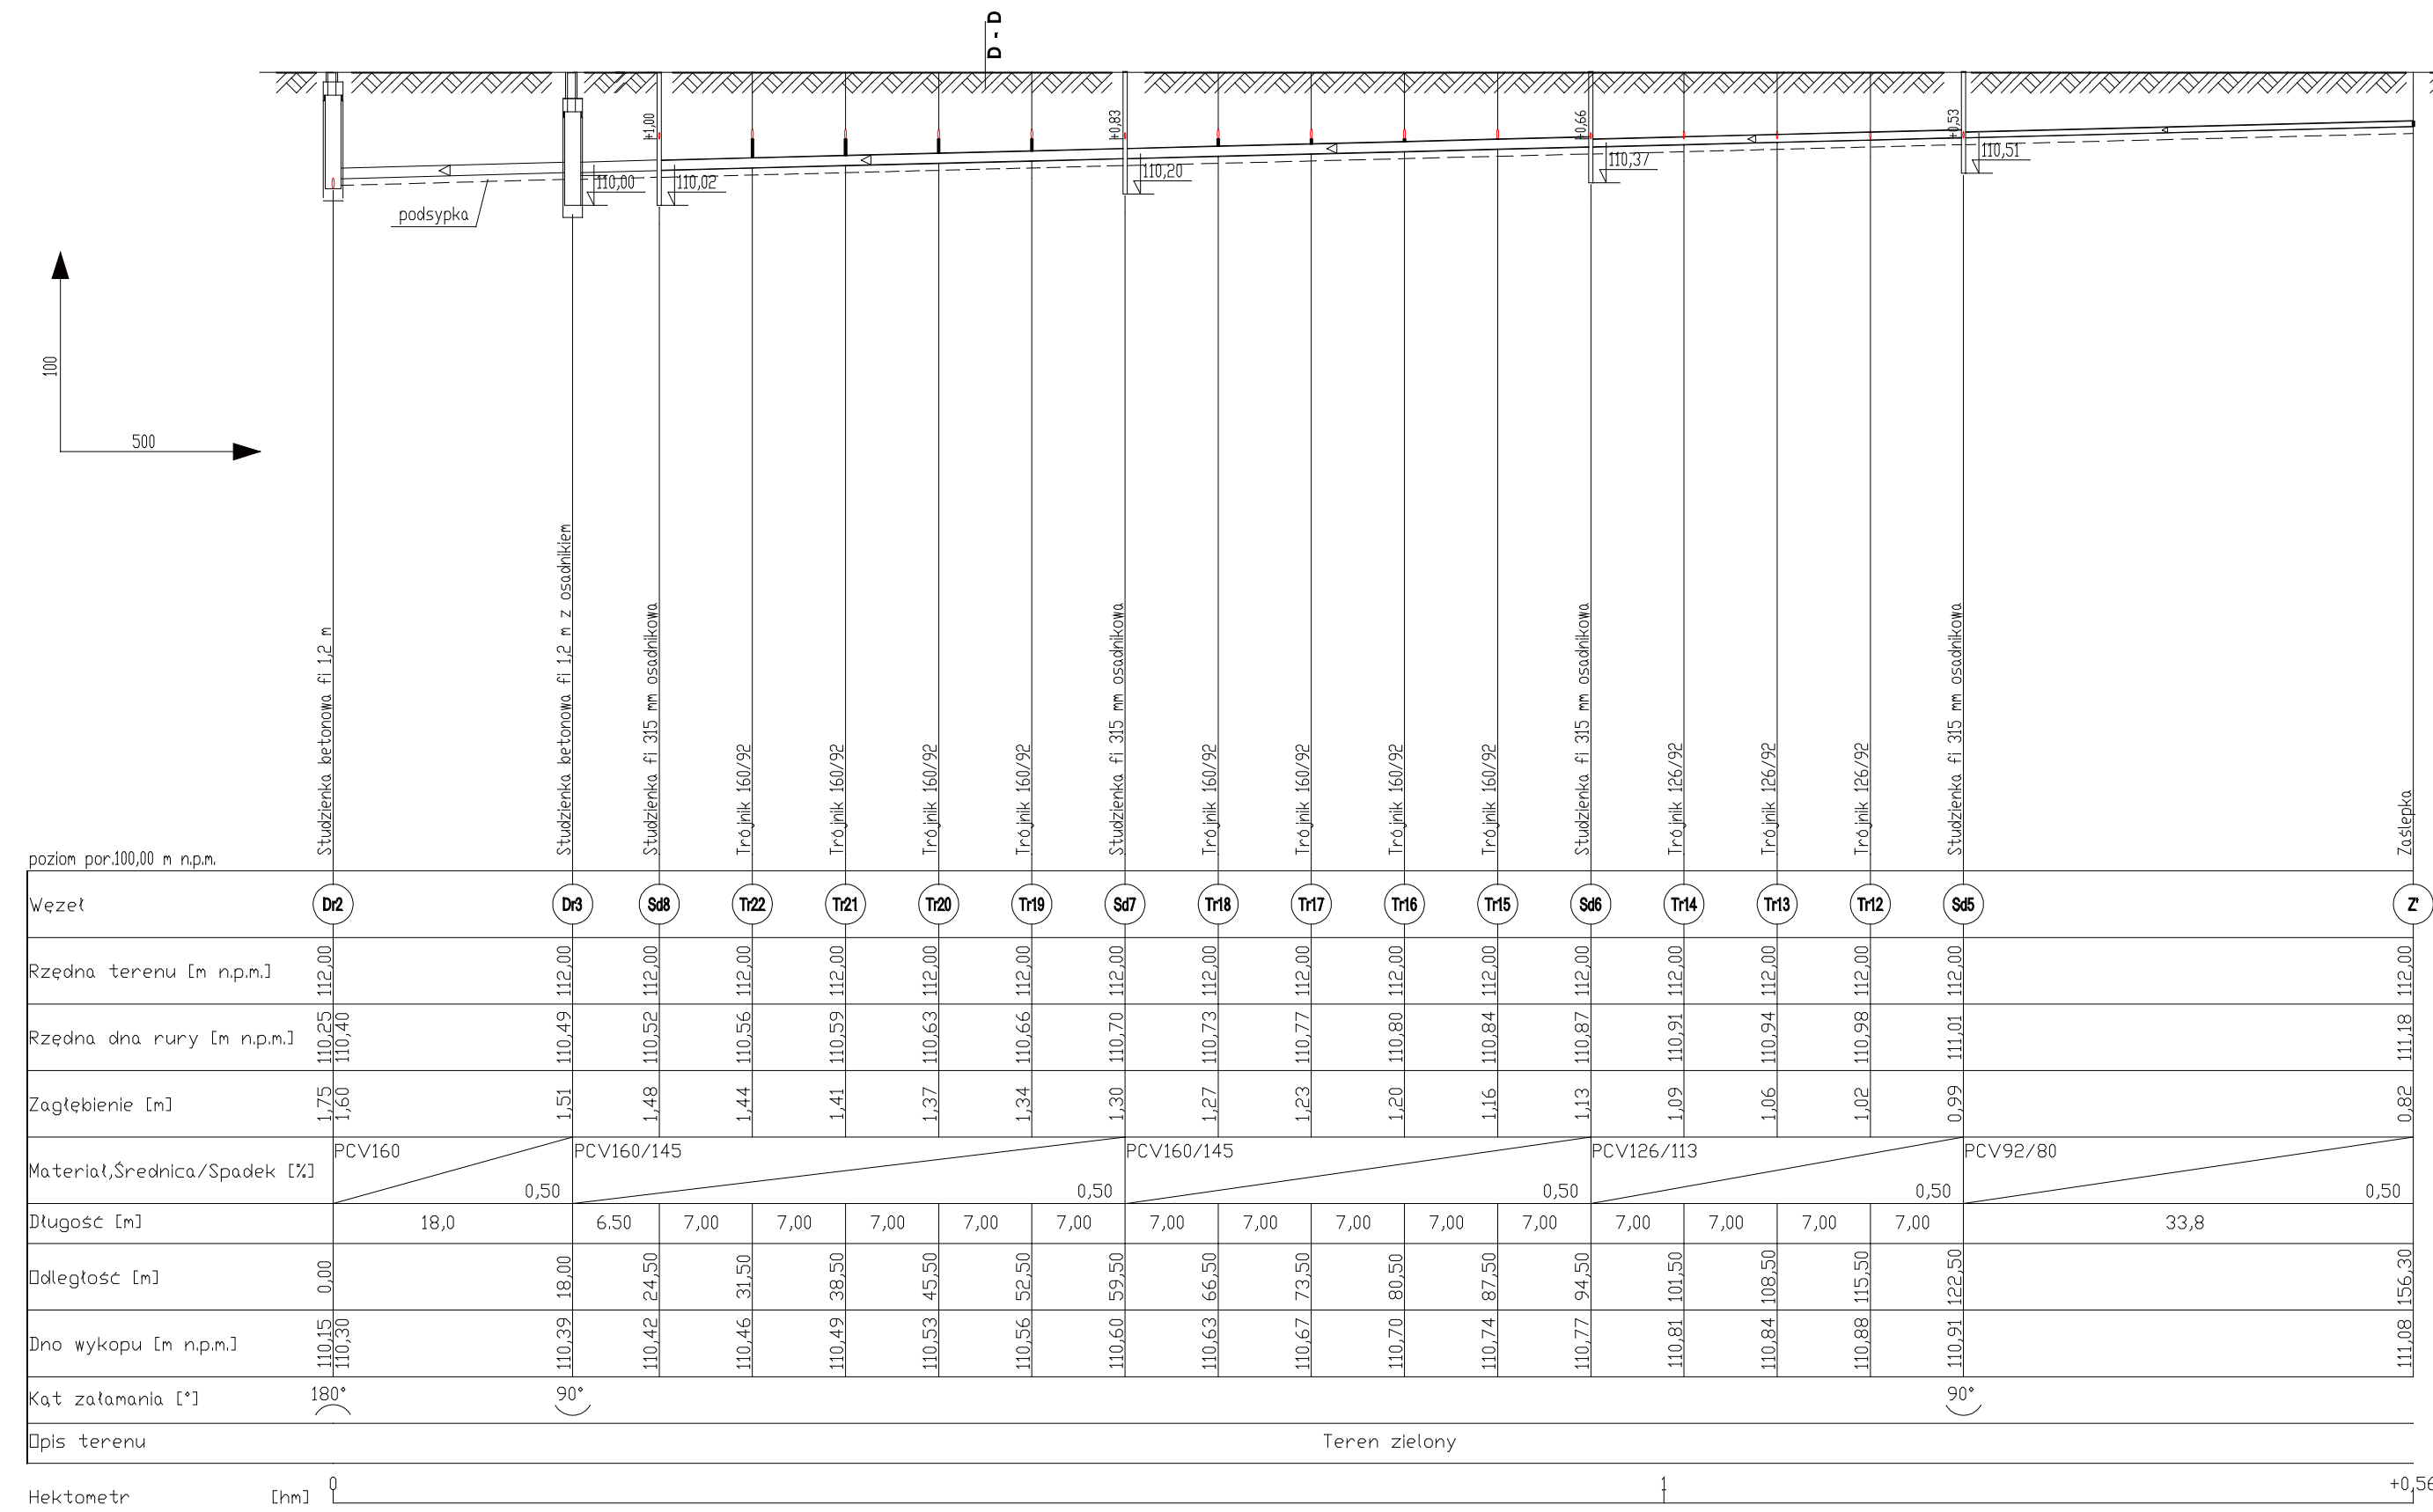 D - D
+1,00
+0,83
+0,66
+0,53
110,00
110,02
110,20
110,37
110,51
podsypka
100
500
Studzienka betonowa fi 1,2 m
Studzienka betonowa fi 1,2 m z osadnikiem
Studzienka fi 315 mm osadnikowa
Trójnik 160/92
Trójnik 160/92
Trójnik 160/92
Trójnik 160/92
Studzienka fi 315 mm osadnikowa
Trójnik 160/92
Trójnik 160/92
Trójnik 160/92
Trójnik 160/92
Studzienka fi 315 mm osadnikowa
Trójnik 126/92
Trójnik 126/92
Trójnik 126/92
Studzienka fi 315 mm osadnikowa
Zaślepka
poziom por.100,00 m n.p.m.
Węzeł Dr2 Dr3 Sd8 Tr22 Tr21 Tr20 Tr19 Sd7 Tr18 Tr17 Tr16 Tr15 Sd6 Tr14 Tr13 Tr12 Sd5 Z'
Rzędna terenu [m n.p.m.] 112,00 112,00 112,00 112,00 112,00 112,00 112,00 112,00 112,00 112,00 112,00 112,00 112,00 112,00 112,00 112,00 112,00 112,00
Rzędna dna rury [m n.p.m.] 110,25 110,40 110,49 110,52 110,56 110,59 110,63 110,66 110,70 110,73 110,77 110,80 110,84 110,87 110,91 110,94 110,98 111,01 111,18
Zagłębienie [m] 1,75 1,60 1,51 1,48 1,44 1,41 1,37 1,34 1,30 1,27 1,23 1,20 1,16 1,13 1,09 1,06 1,02 0,99 0,82
PCV160 PCV160/145 PCV160/145 PCV126/113 PCV92/80
Materiał,Średnica/Spadek [%]
0,50 0,50 0,50 0,50 0,50
Długość [m] 18,0 6.50 7,00 7,00 7,00 7,00 7,00 7,00 7,00 7,00 7,00 7,00 7,00 7,00 7,00 7,00 33,8
Odległość [m] 0,00 18,00 24,50 31,50 38,50 45,50 52,50 59,50 66,50 73,50 80,50 87,50 94,50 101,50 108,50 115,50 122,50 156,30
Dno wykopu [m n.p.m.] 110,15 110,30 110,39 110,42 110,46 110,49 110,53 110,56 110,60 110,63 110,67 110,70 110,74 110,77 110,81 110,84 110,88 110,91 111,08
Kąt załamania [°] 180° 90° 90°
Opis terenu Teren zielony
Hektometr [hm] 0 1 +0,56